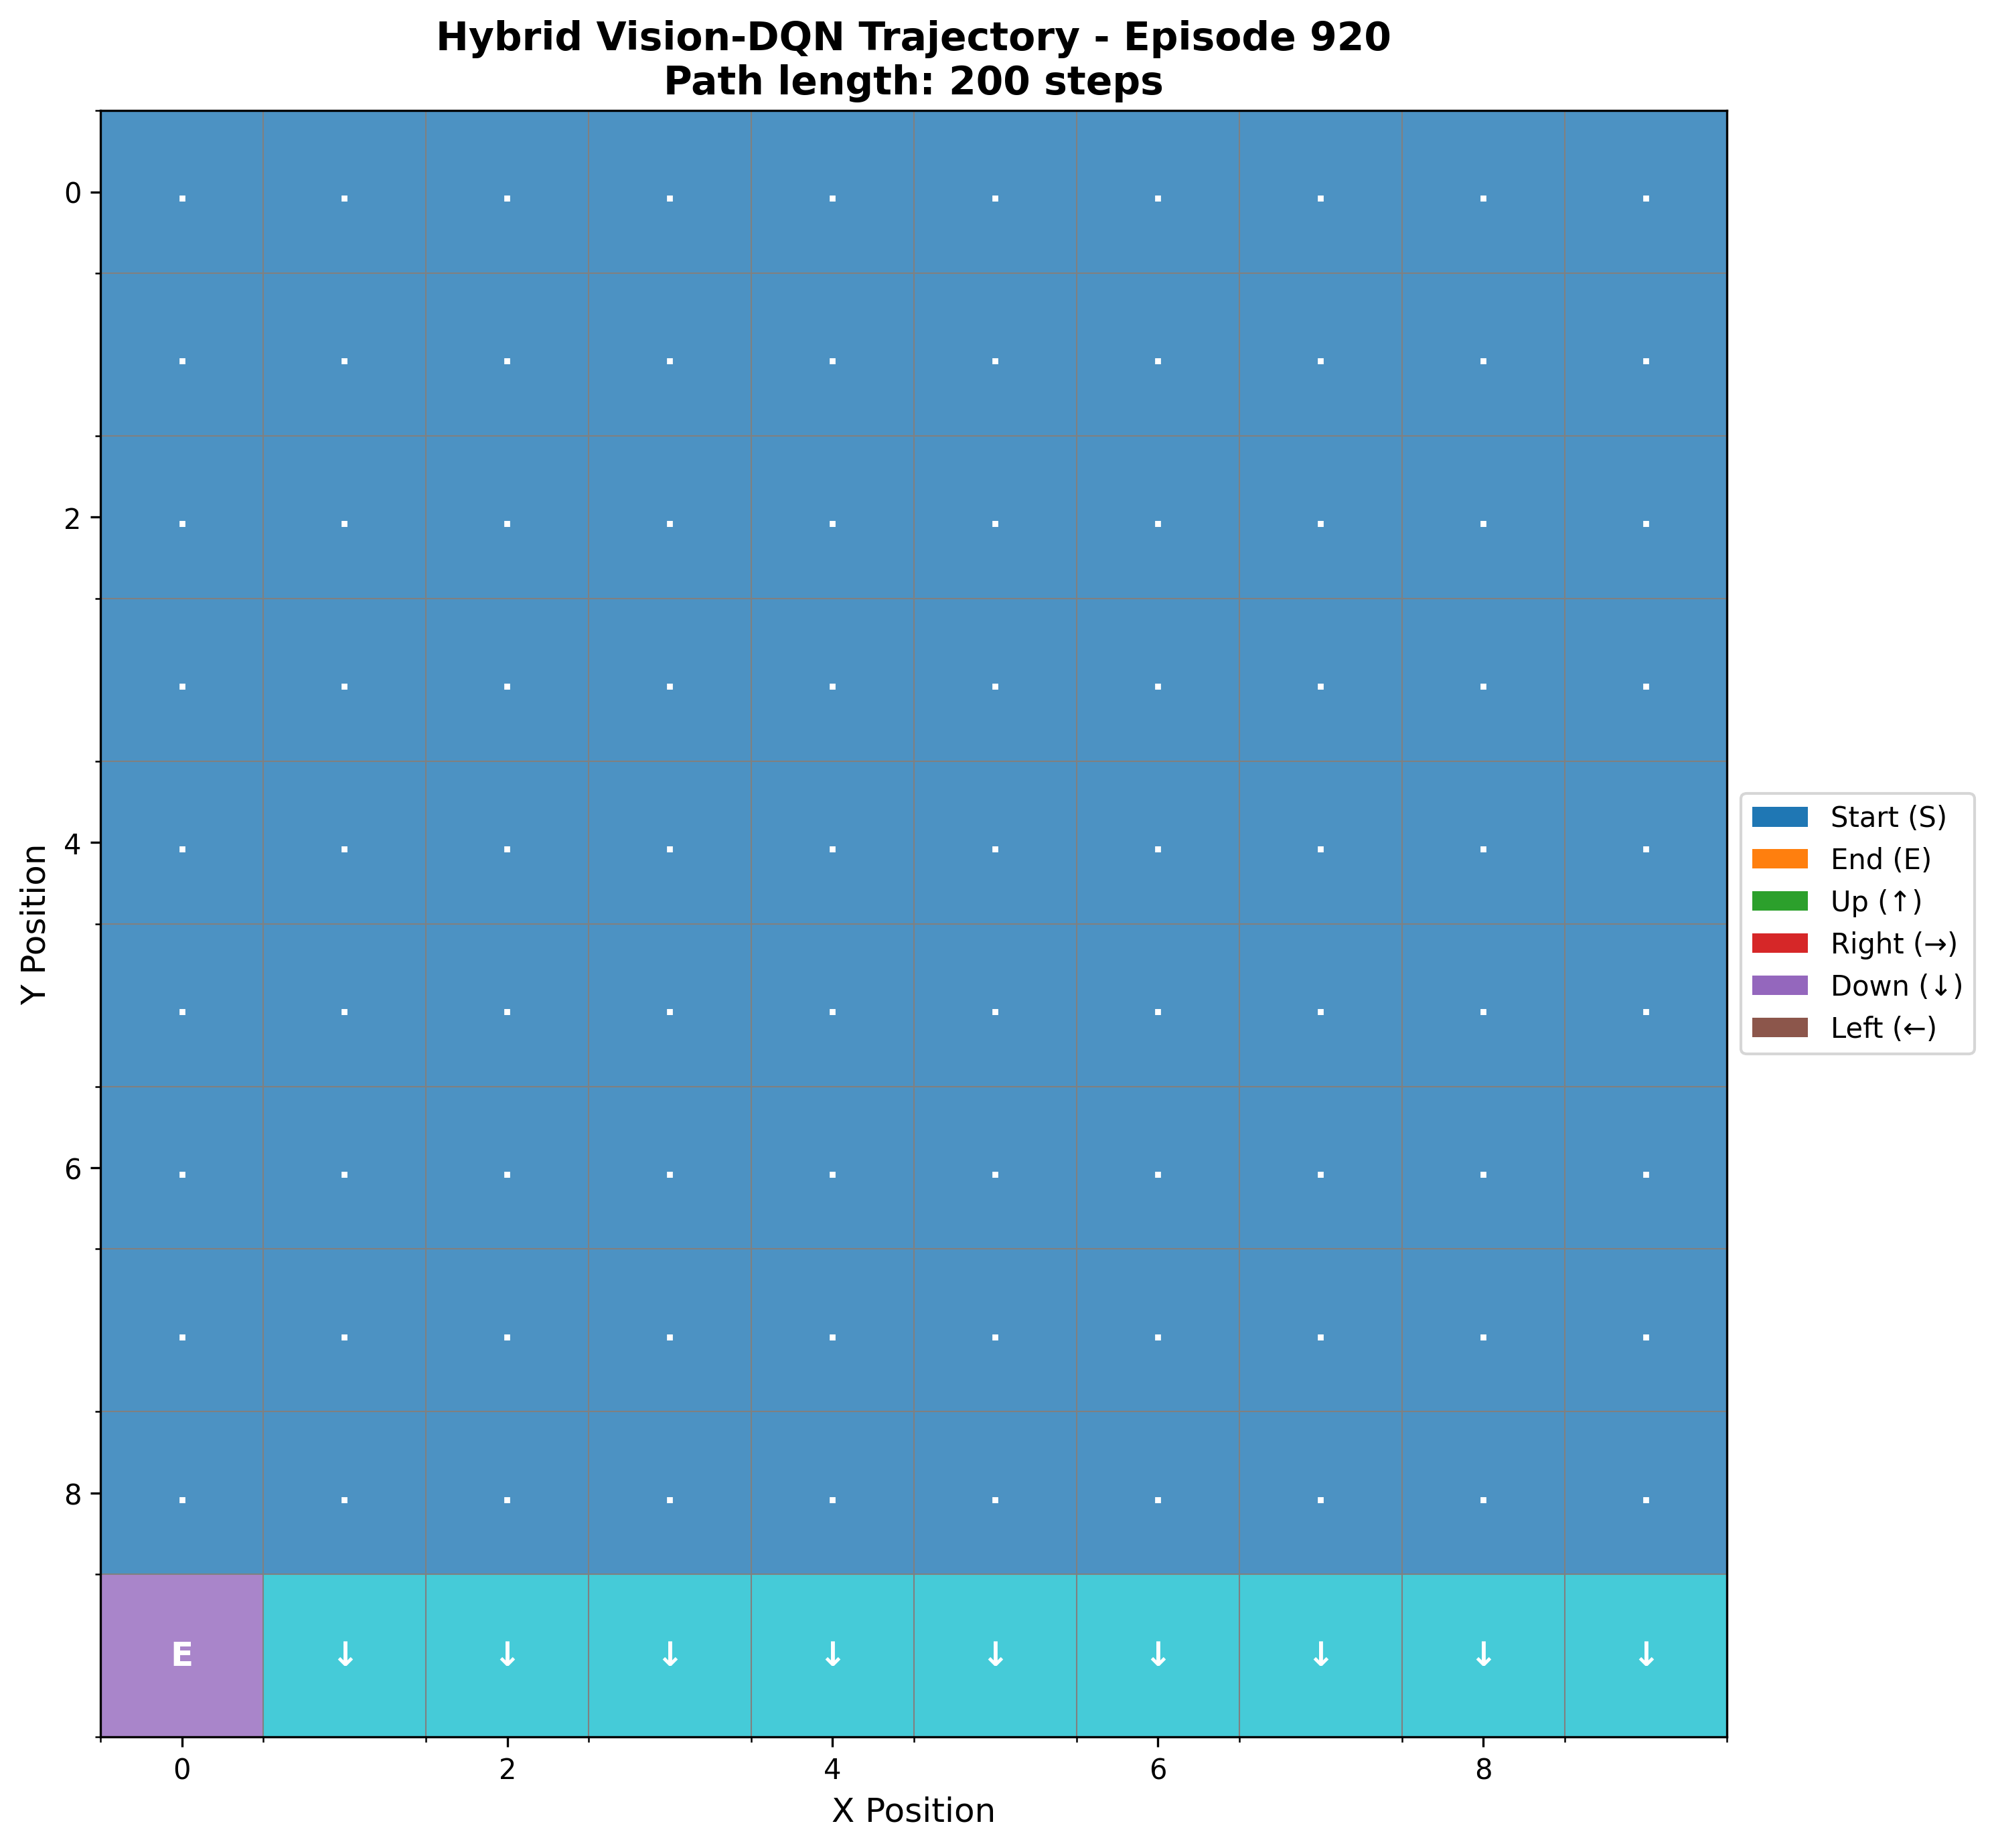 Hybrid Vision-DQN Trajectory - Episode 920
Path length: 200 steps
0
2
4
6
8
Y Position
E ↓ ↓ ↓ ↓ ↓ ↓ ↓ ↓ ↓
0 2 4 6 8
X Position
Start (S)
End (E)
Up (↑)
Right (→)
Down (↓)
Left (←)